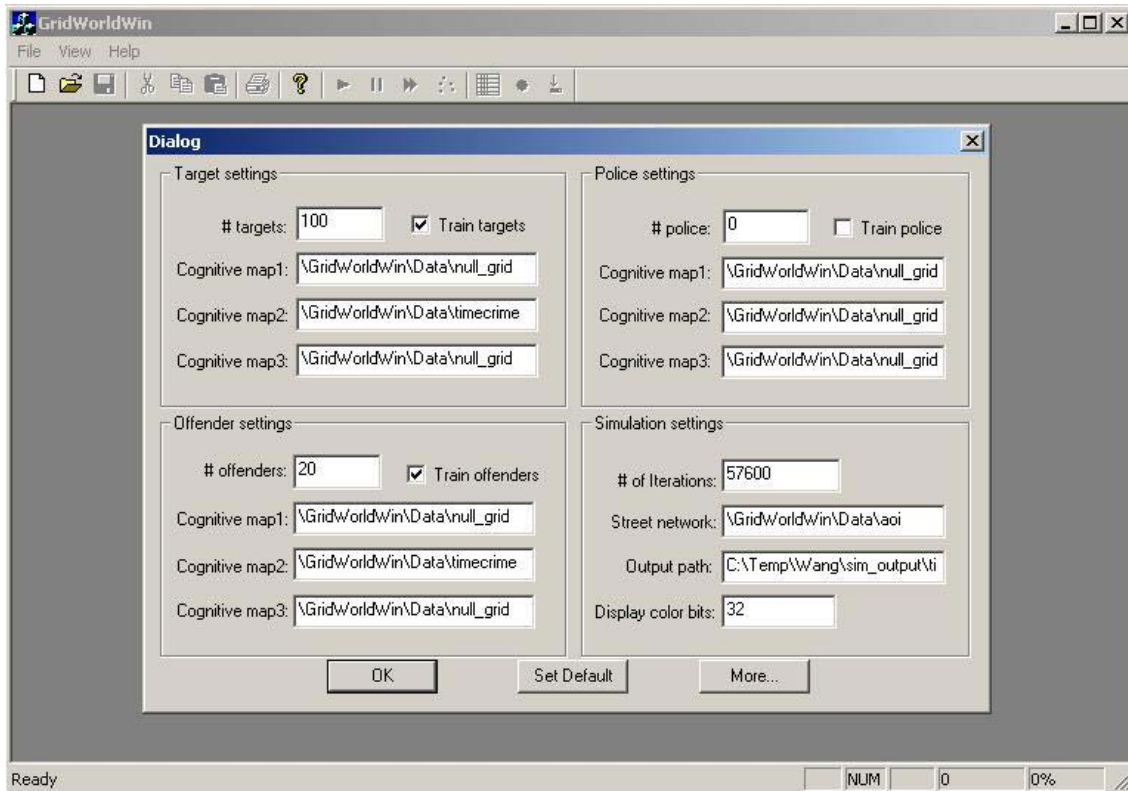 GridWorldWin
File View Help
Dialog
Target settings
# targets: 100 Train targets
Cognitive map1: \GridWorldWin\Data\null_grid
Cognitive map2: \GridWorldWin\Data\timecrime
Cognitive map3: \GridWorldWin\Data\null_grid
Police settings
# police: 0 Train police
Cognitive map1: \GridWorldWin\Data\null_grid
Cognitive map2: \GridWorldWin\Data\null_grid
Cognitive map3: \GridWorldWin\Data\null_grid
Offender settings
# offenders: 20 Train offenders
Cognitive map1: \GridWorldWin\Data\null_grid
Cognitive map2: \GridWorldWin\Data\timecrime
Cognitive map3: \GridWorldWin\Data\null_grid
Simulation settings
# of Iterstions: 57600
Street network: \GridWorldWin\Data\aoi
Output path: C:\Temp\Wang\sim_output\ti
Display color bits: 32
OK Set Default More...
Ready NUM 0 0%